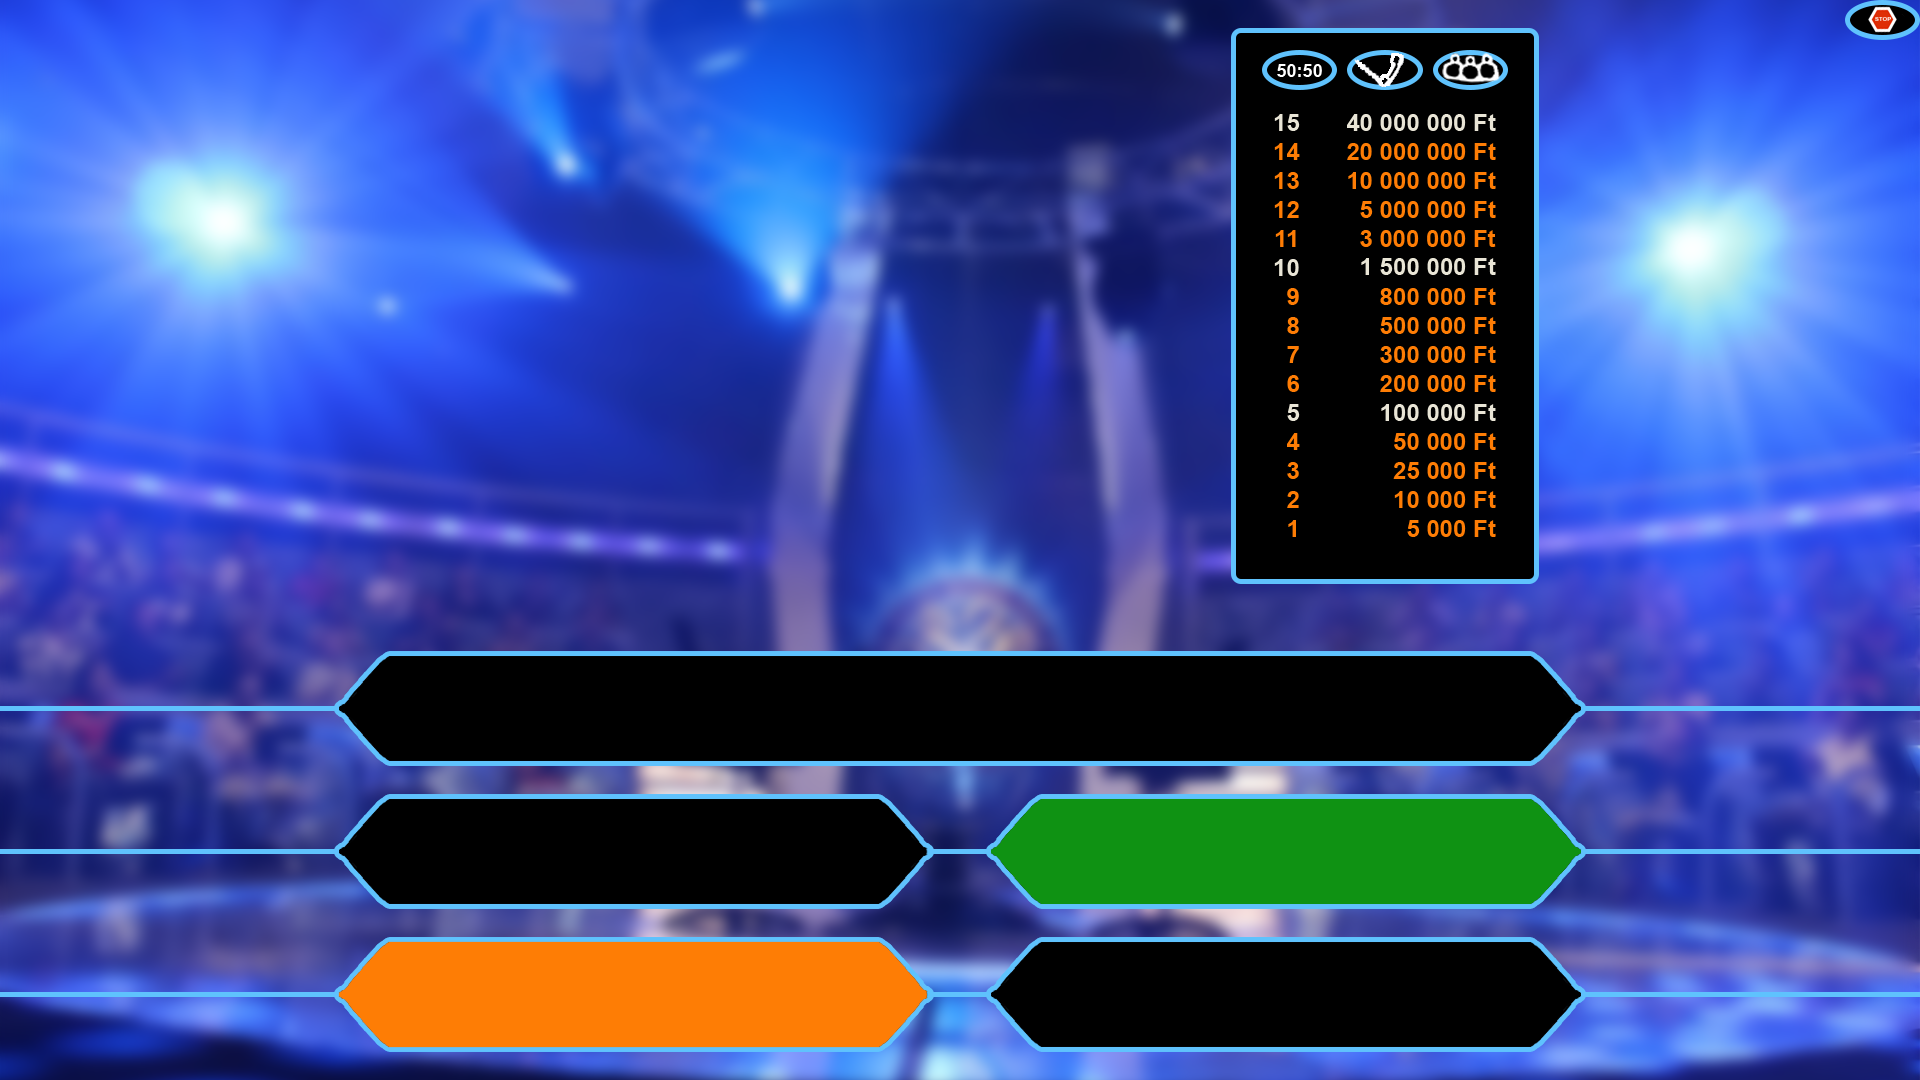 STOP
50:50
15 40 000 000 Ft
14 20 000 000 Ft
13 10 000 000 Ft
12 5 000 000 Ft
11 3 000 000 Ft
10 1 500 000 Ft
9 800 000 Ft
8 500 000 Ft
7 300 000 Ft
6 200 000 Ft
5 100 000 Ft
4 50 000 Ft
3 25 000 Ft
2 10 000 Ft
1 5 000 Ft